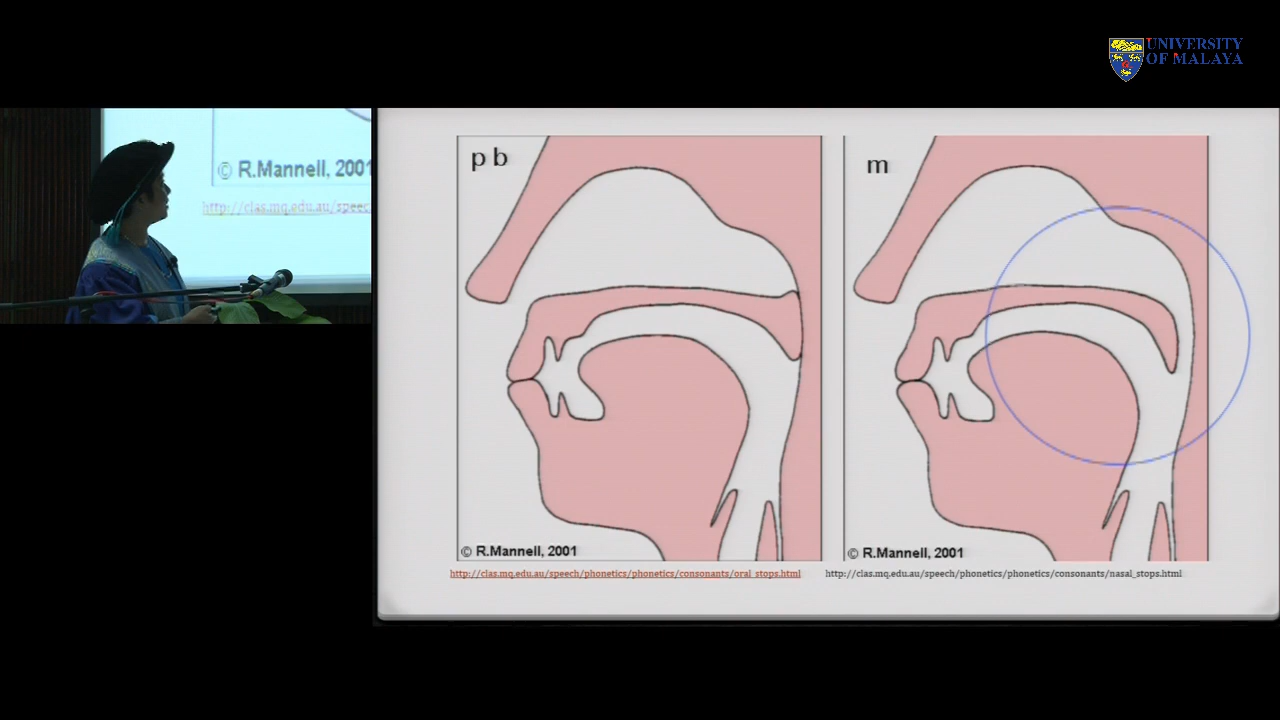 UNIVERSITY
OF MALAYA
© R.Mannell, 2001
http://clas.mq.edu.au/speec
p b
m
© R.Mannell, 2001
© R.Mannell, 2001
http://clas.mq.edu.au/speech/phonetics/phonetics/consonants/oral_stops.html
http://clas.mq.edu.au/speech/phonetics/phonetics/consonants/nasal_stops.html